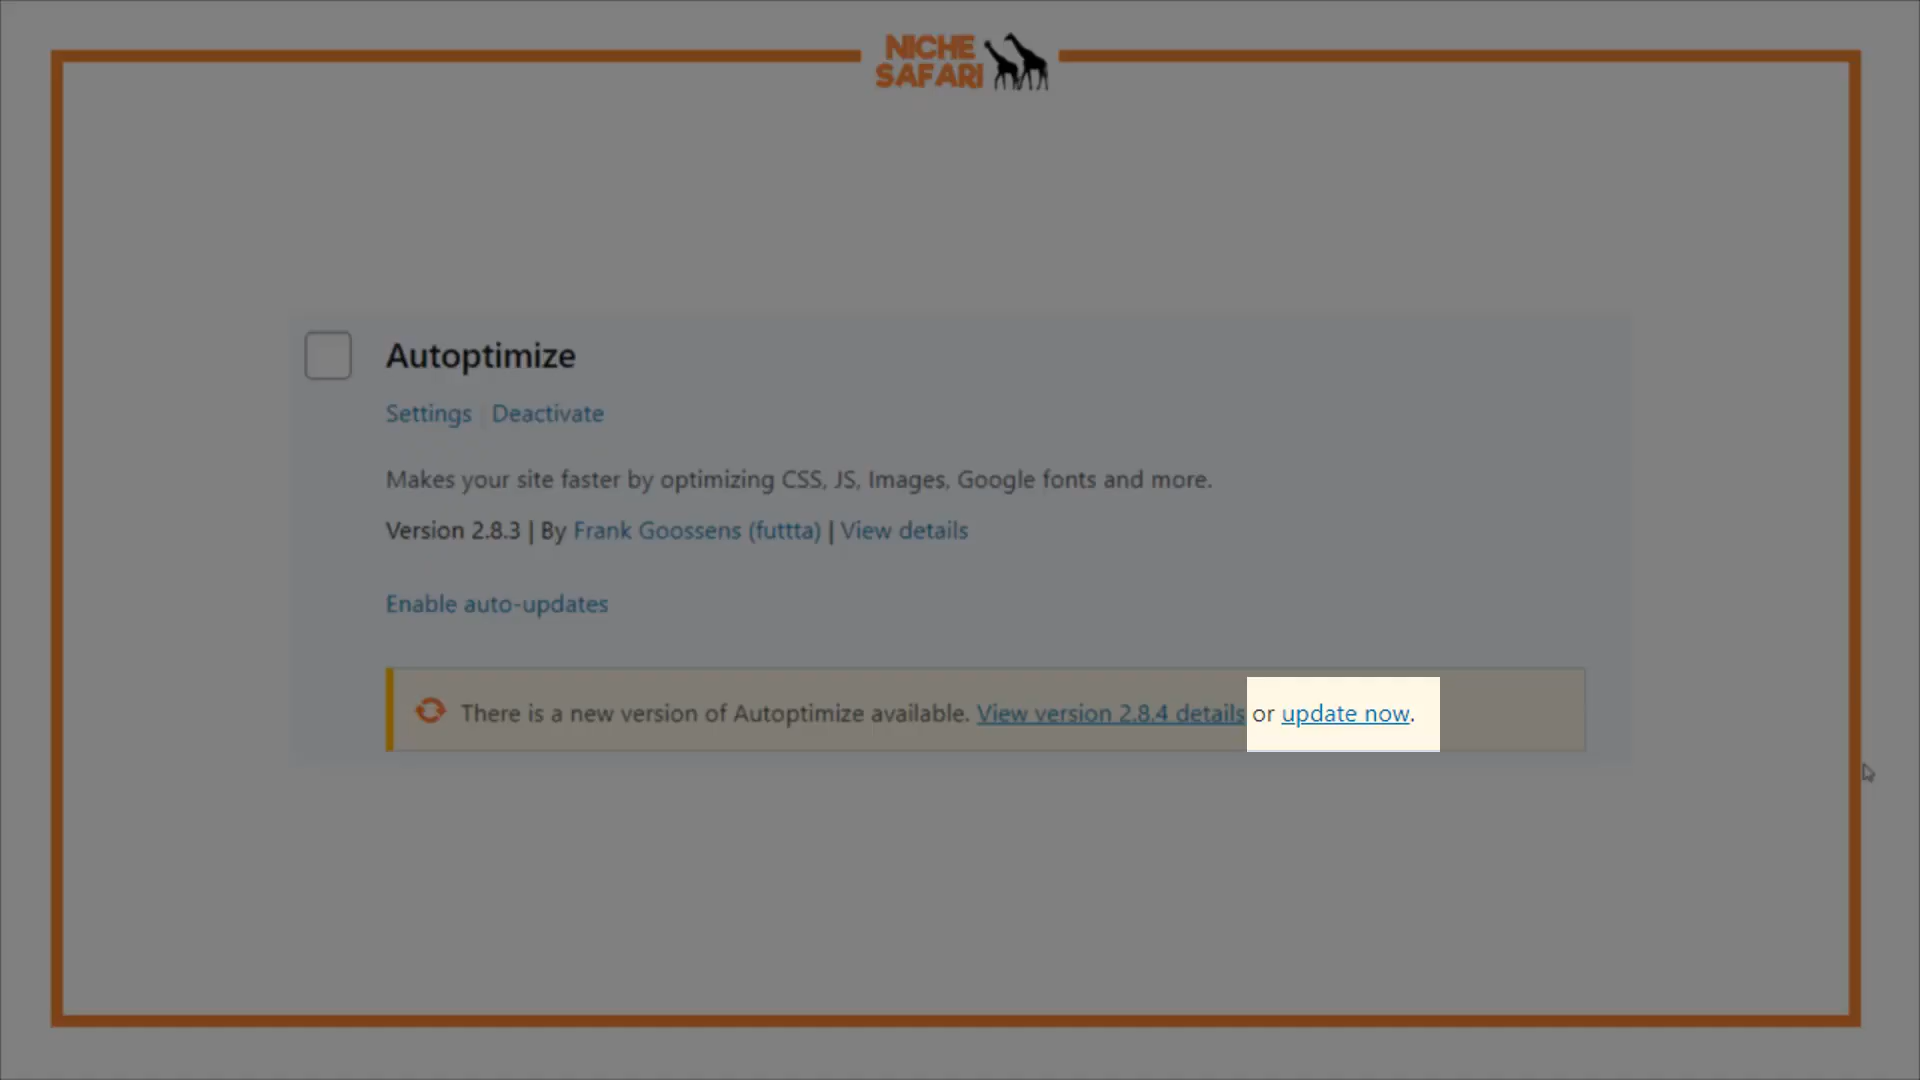 NICHE
SAFARI
Autoptimize
Settings | Deactivate
Makes your site faster by optimizing CSS, JS, Images, Google fonts and more.
Version 2.8.3 | By Frank Goossens (futtta) | View details
Enable auto-updates
There is a new version of Autoptimize available. View version 2.8.4 details or update now.